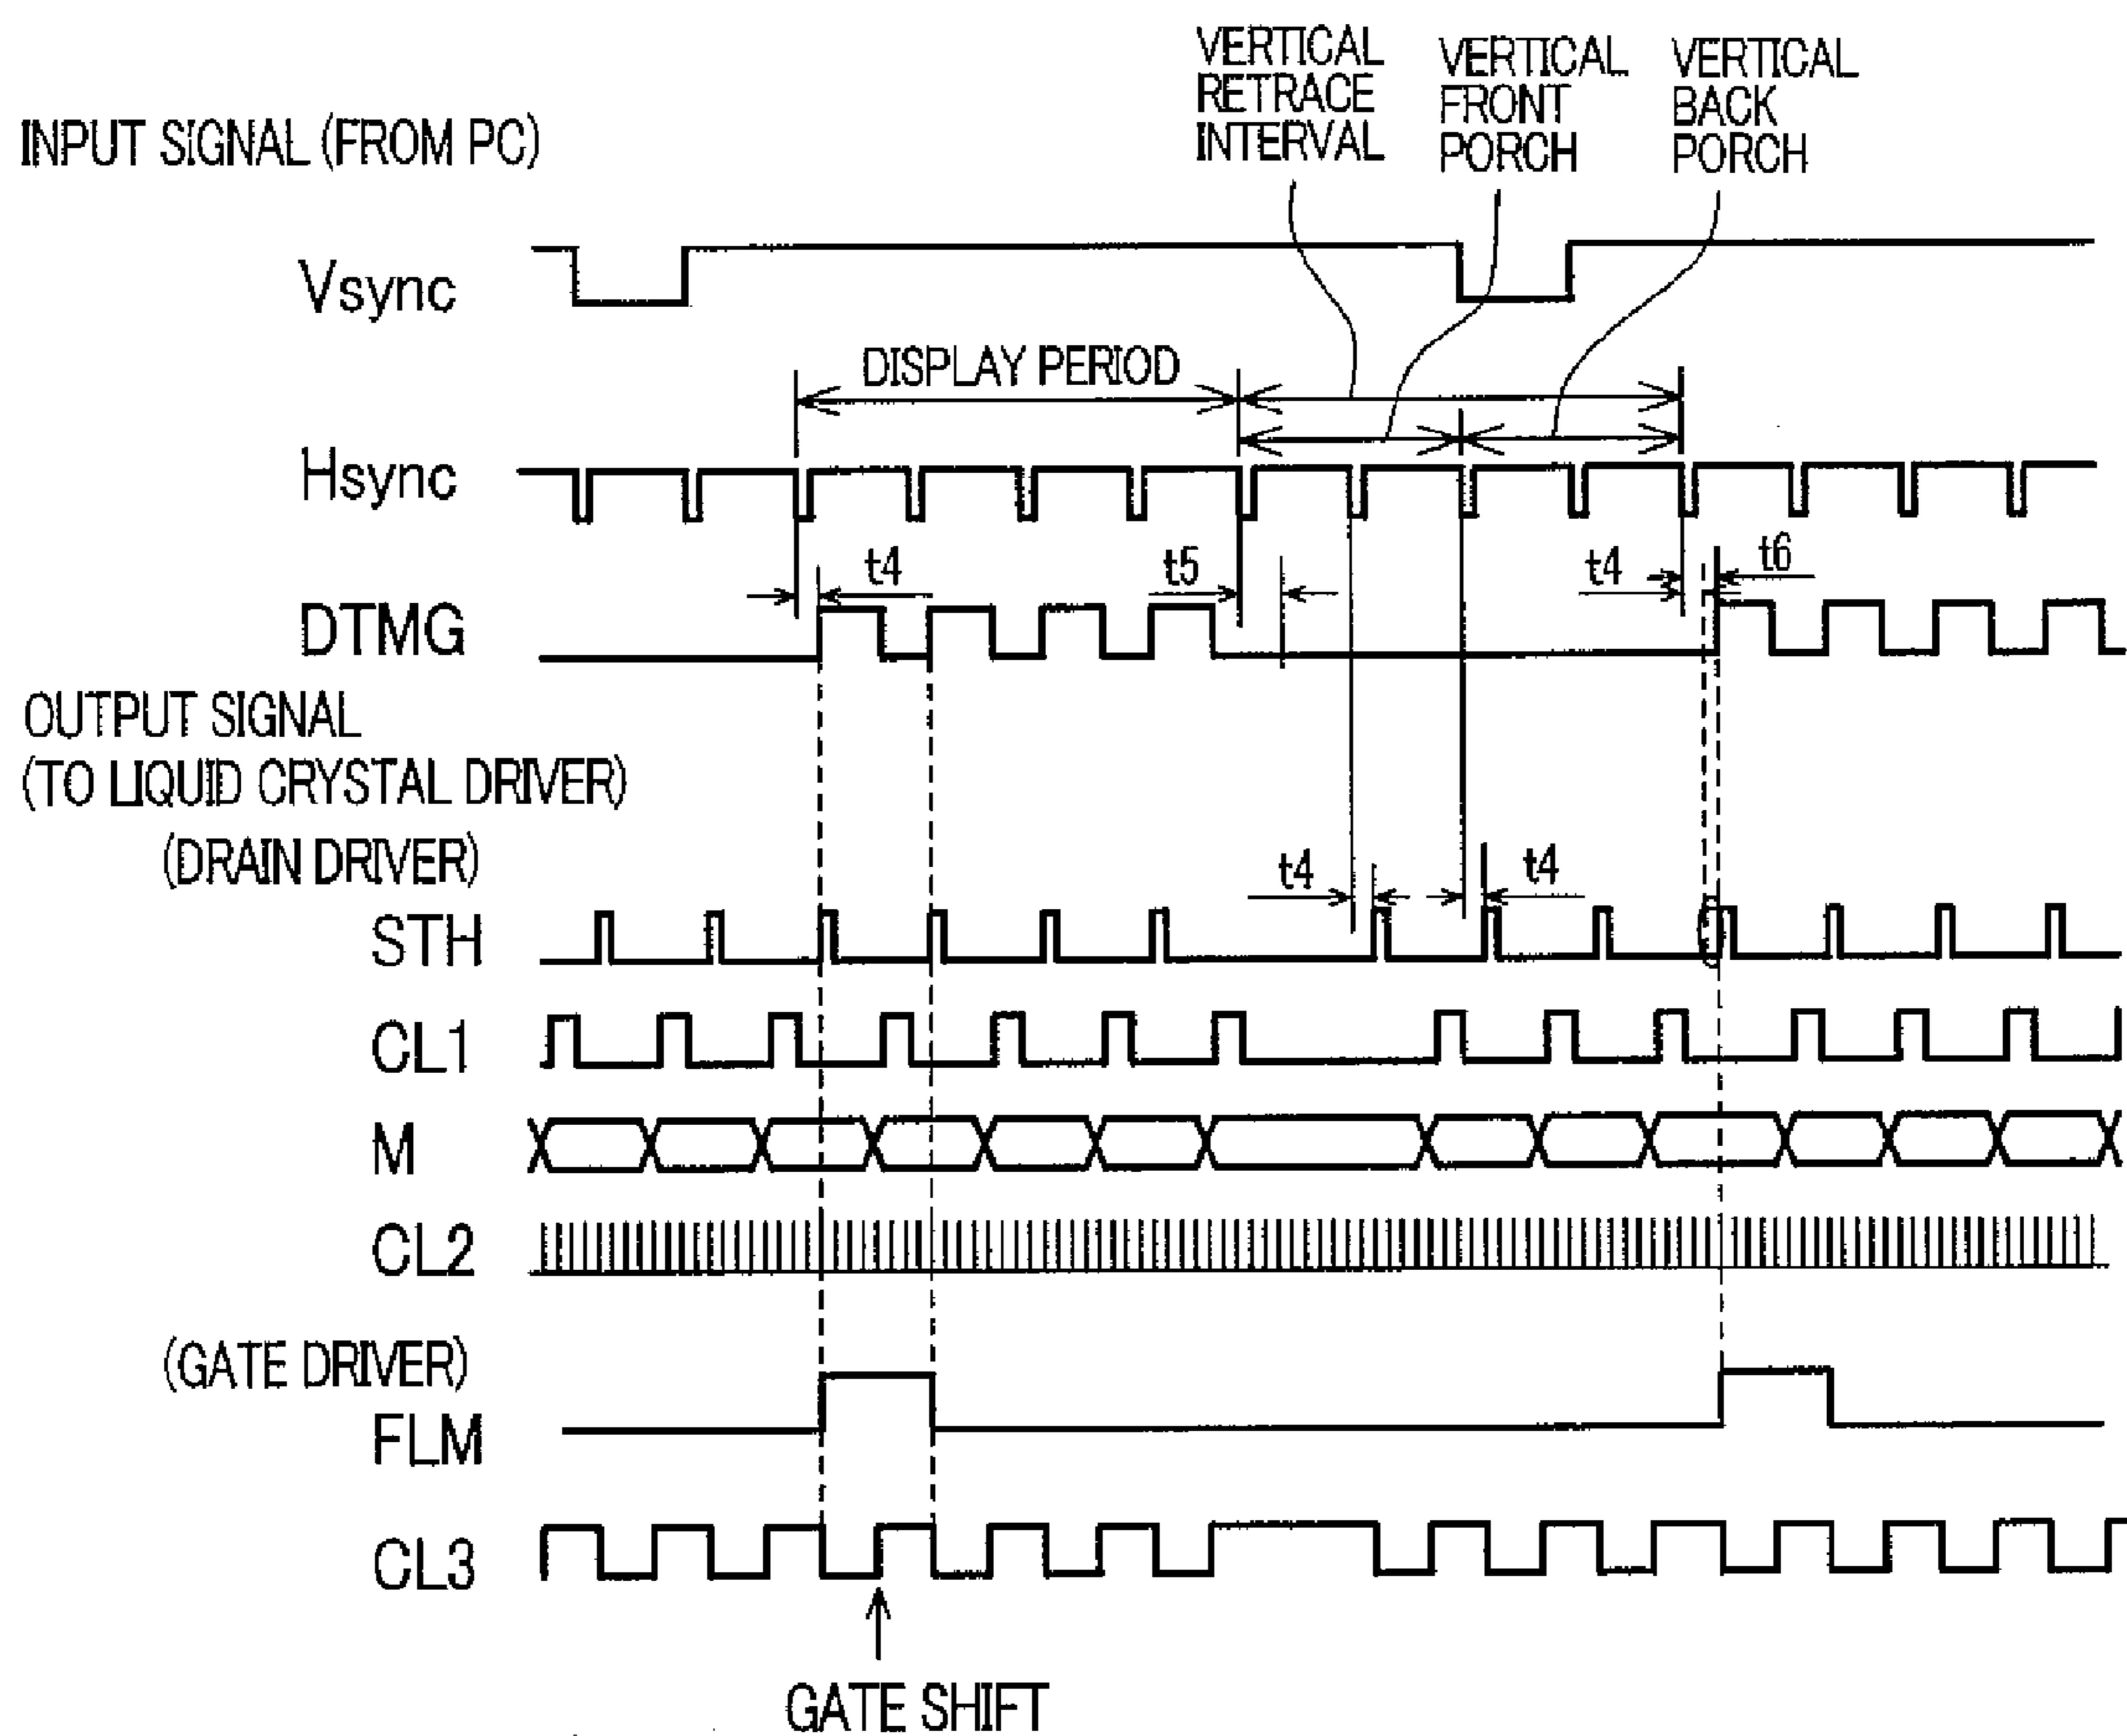 VERTICAL
RETRACE
INTERVAL
VERTICAL
FRONT
PORCH
VERTICAL
BACK
PORCH
INPUT SIGNAL (FROM PC)
Vsync
DISPLAY PERIOD
Hsync
t4
t5
t4
t6
DTMG
OUTPUT SIGNAL
(TO LIQUID CRYSTAL DRIVER)
(DRAIN DRIVER)
t4
t4
STH
CL1
M
CL2
(GATE DRIVER)
FLM
CL3
GATE SHIFT